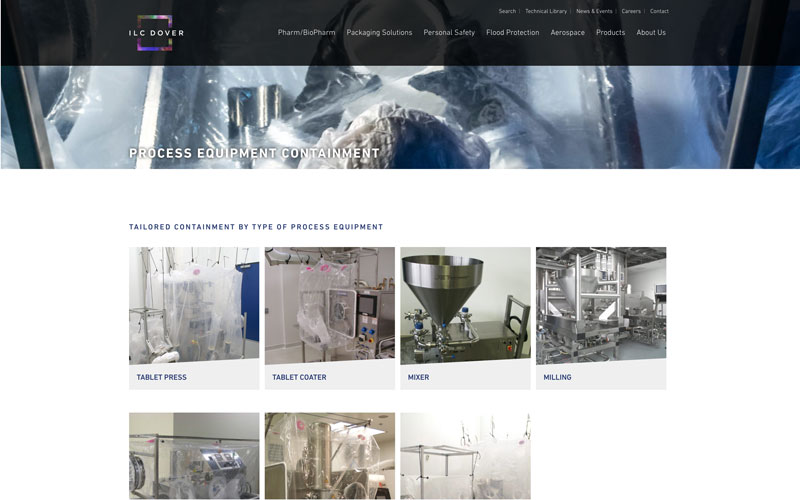 Search | Technical Library | News & Events | Careers | Contact
ILC DOVER
Pharm/BioPharm Packaging Solutions Personal Safety Flood Protection Aerospace Products About Us
PROCESS EQUIPMENT CONTAINMENT
TAILORED CONTAINMENT BY TYPE OF PROCESS EQUIPMENT
TABLET PRESS
TABLET COATER
MIXER
MILLING